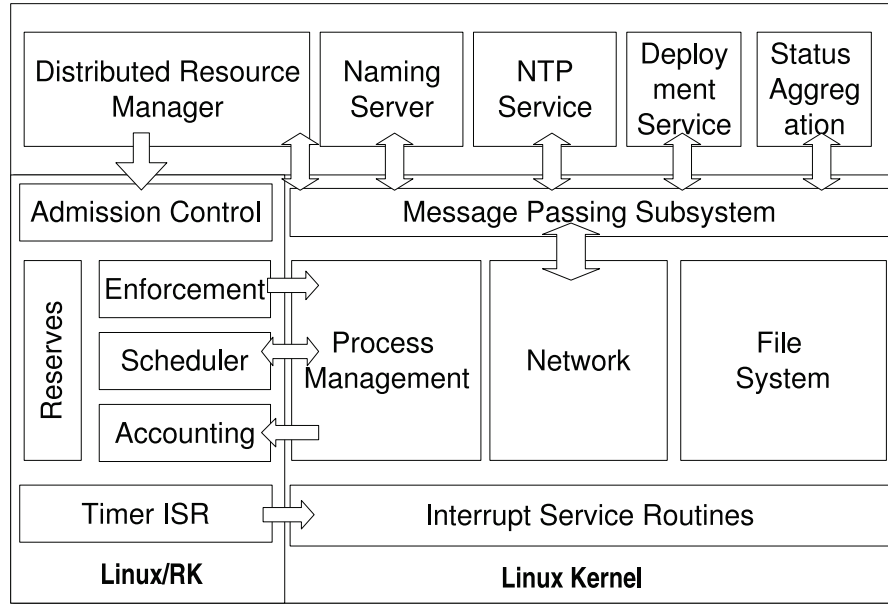 Distributed Resource
Manager
Naming
Server
NTP
Service
Deploy
ment
Service
Status
Aggreg
ation
Admission Control
Message Passing Subsystem
Reserves
Enforcement
Scheduler
Accounting
Process
Management
Network
File
System
Timer ISR
Interrupt Service Routines
Linux/RK
Linux Kernel